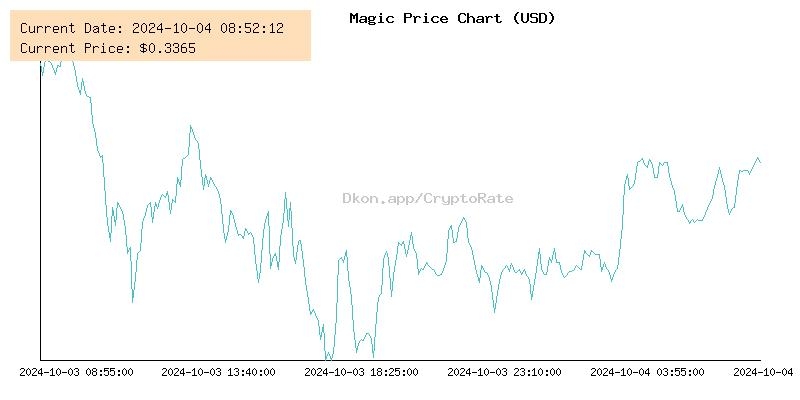 Magic Price Chart (USD)
Current Date: 2024-10-04 08:52:12
Current Price: $0.3365
Dkon.app/CryptoRate
2024-10-03 08:55:00
2024-10-03 13:40:00
2024-10-03 18:25:00
2024-10-03 23:10:00
2024-10-04 03:55:00
2024-10-04